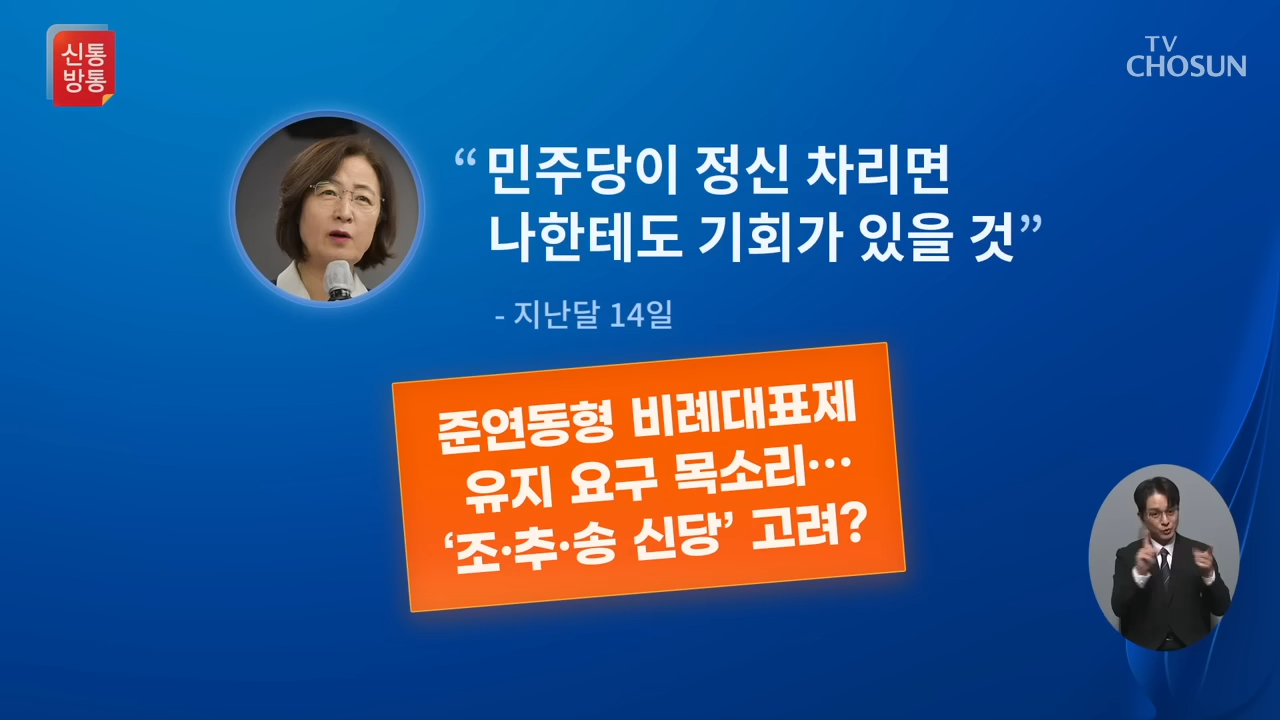 신통
방통
TV
CHOSUN
“민주당이 정신 차리면
나한테도 기회가 있을 것”
- 지난달 14일
준연동형 비례대표제
유지 요구 목소리…
‘조·추·송 신당’ 고려?